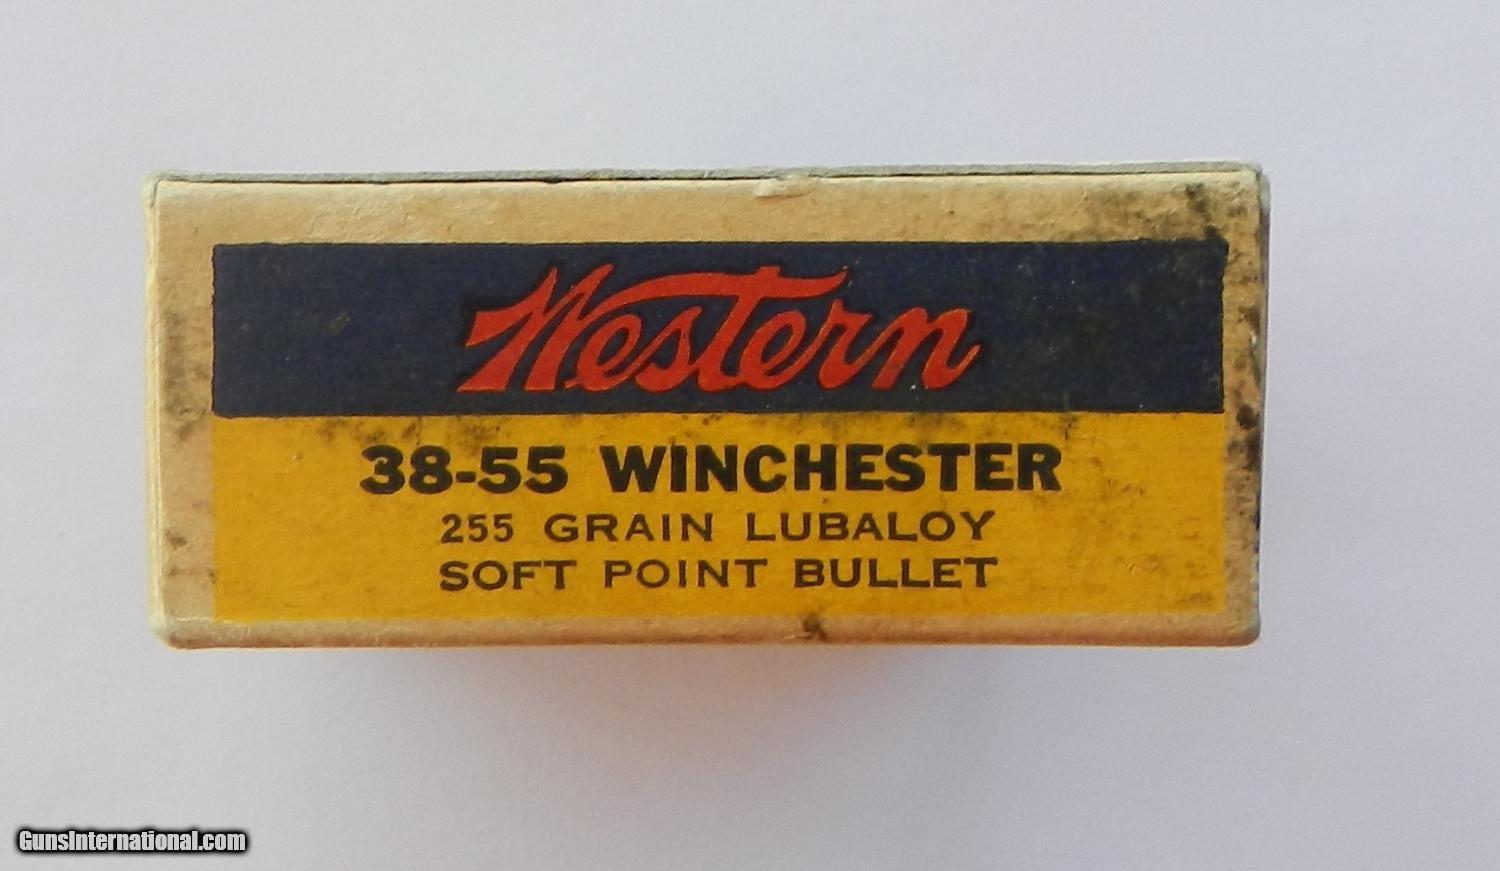 Western
38-55 WINCHESTER
255 GRAIN LUBALOY
SOFT POINT BULLET
GunsInternational.com